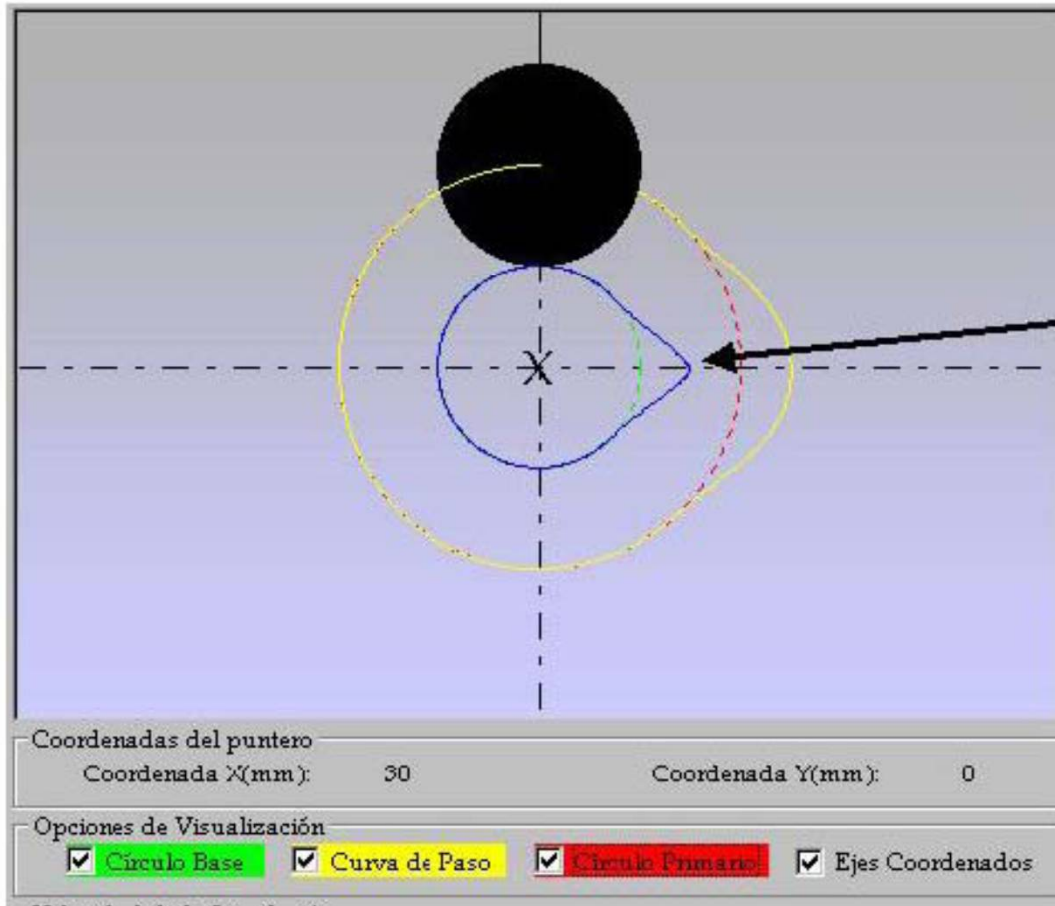 Coordenadas del puntero
Coordenada X(mm): 30 Coordenada Y(mm): 0
Opciones de Visualización
Círculo Base Curva de Paso Círculo Primario Ejes Coordenados